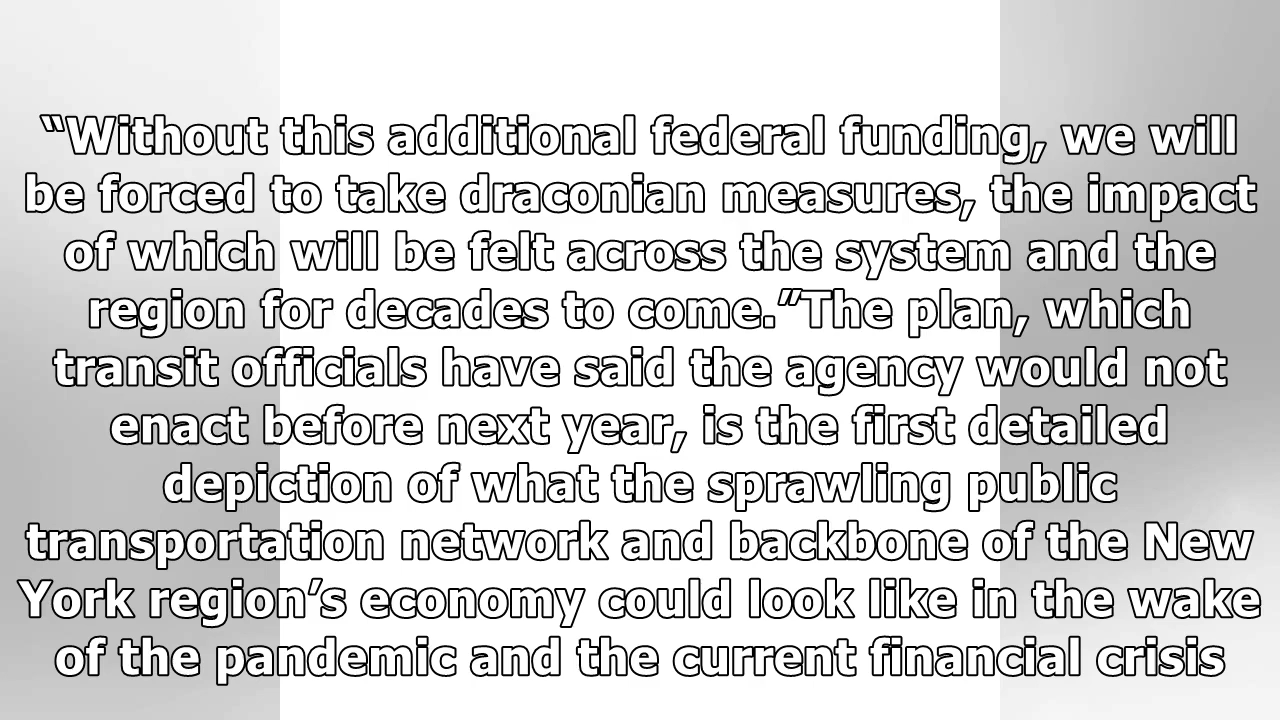 “Without this additional federal funding, we will
be forced to take draconian measures, the impact
of which will be felt across the system and the
region for decades to come.”The plan, which
transit officials have said the agency would not
enact before next year, is the first detailed
depiction of what the sprawling public
transportation network and backbone of the New
York region’s economy could look like in the wake
of the pandemic and the current financial crisis